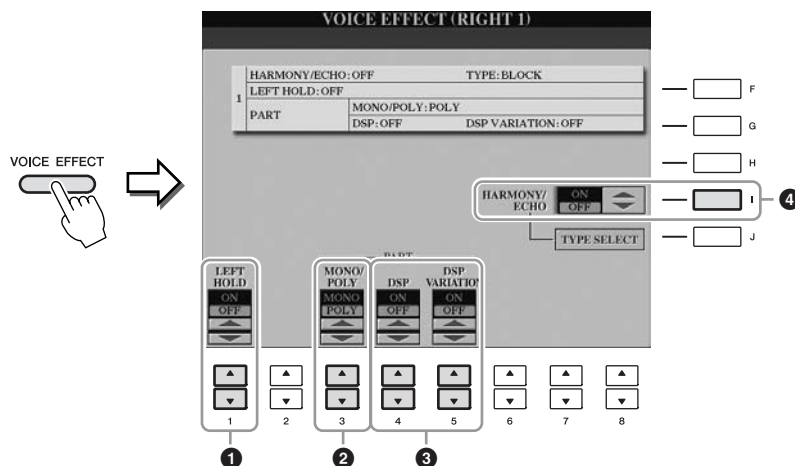 VOICE EFFECT (RIGHT 1)
HARMONY/ECHO:OFF TYPE:BLOCK
1
LEFT HOLD:OFF
PART
MONO/POLY:POLY
DSP:OFF DSP VARIATION:OFF
F
G
H
VOICE EFFECT
HARMONY/
ECHO
ON
OFF
I
4
TYPE SELECT
J
PART
LEFT
HOLD
ON
OFF
MONO/
POLY
MONO
POLY
DSP
ON
OFF
DSP
VARIATION
ON
OFF
1 2 3 4 5 6 7 8
1 2 3